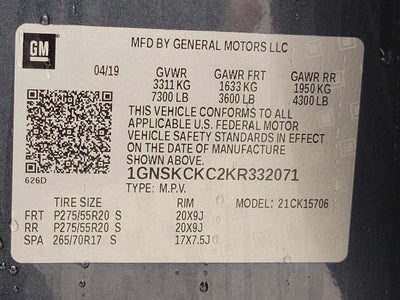 GM
MFD BY GENERAL MOTORS LLC
04/19 GVWR GAWR FRT GAWR RR
3311 KG 1633 KG 1950 KG
7300 LB 3600 LB 4300 LB
THIS VEHICLE CONFORMS TO ALL
APPLICABLE U.S. FEDERAL MOTOR
VEHICLE SAFETY STANDARDS IN EFFECT
ON THE DATE OF MANUFACTURE
SHOWN ABOVE.
626D
1GNSKCKC2KR332071
TYPE: M.P.V.
TIRE SIZE RIM MODEL: 21CK15706
FRT P275/55R20 S 20X9J
RR P275/55R20 S 20X9J
SPA 265/70R17 S 17X7.5J